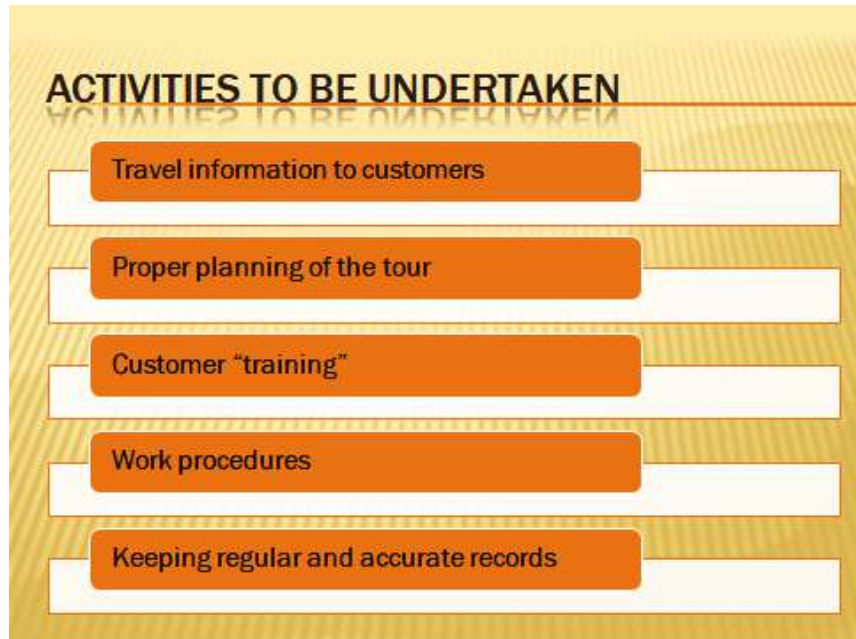 ACTIVITIES TO BE UNDERTAKEN
Travel information to customers
Proper planning of the tour
Customer “training”
Work procedures
Keeping regular and accurate records